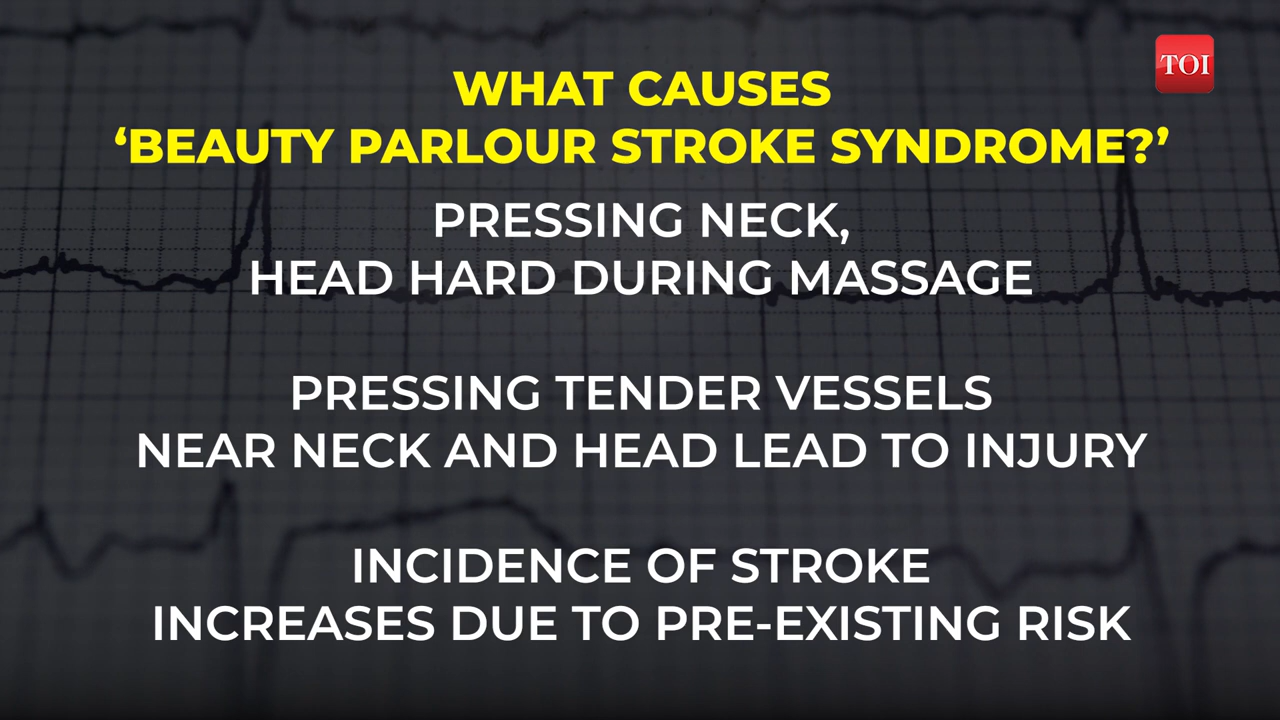 TOI
WHAT CAUSES
‘BEAUTY PARLOUR STROKE SYNDROME?’
PRESSING NECK,
HEAD HARD DURING MASSAGE
PRESSING TENDER VESSELS
NEAR NECK AND HEAD LEAD TO INJURY
INCIDENCE OF STROKE
INCREASES DUE TO PRE-EXISTING RISK